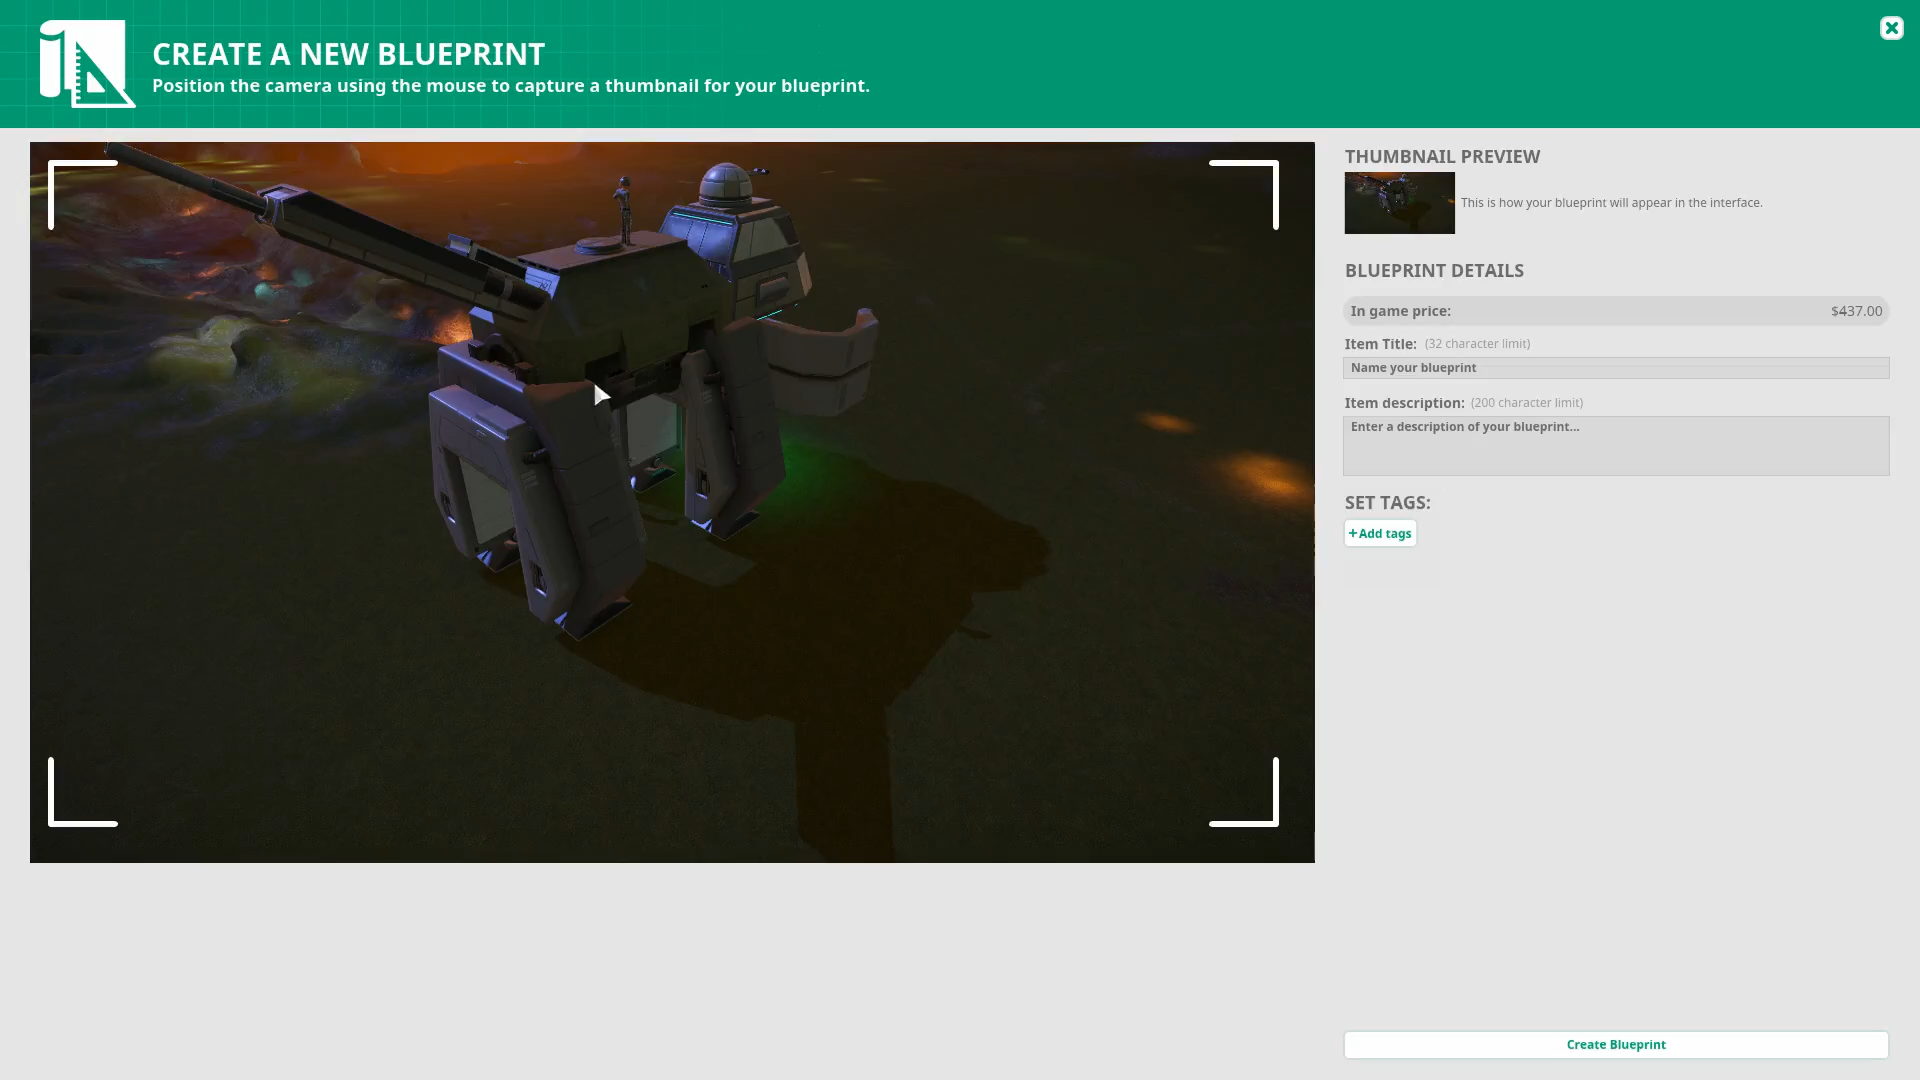 CREATE A NEW BLUEPRINT
Position the camera using the mouse to capture a thumbnail for your blueprint.
THUMBNAIL PREVIEW
This is how your blueprint will appear in the interface.
BLUEPRINT DETAILS
In game price: $437.00
Item Title: (32 character limit)
Name your blueprint
Item description: (200 character limit)
Enter a description of your blueprint...
SET TAGS:
+Add tags
Create Blueprint